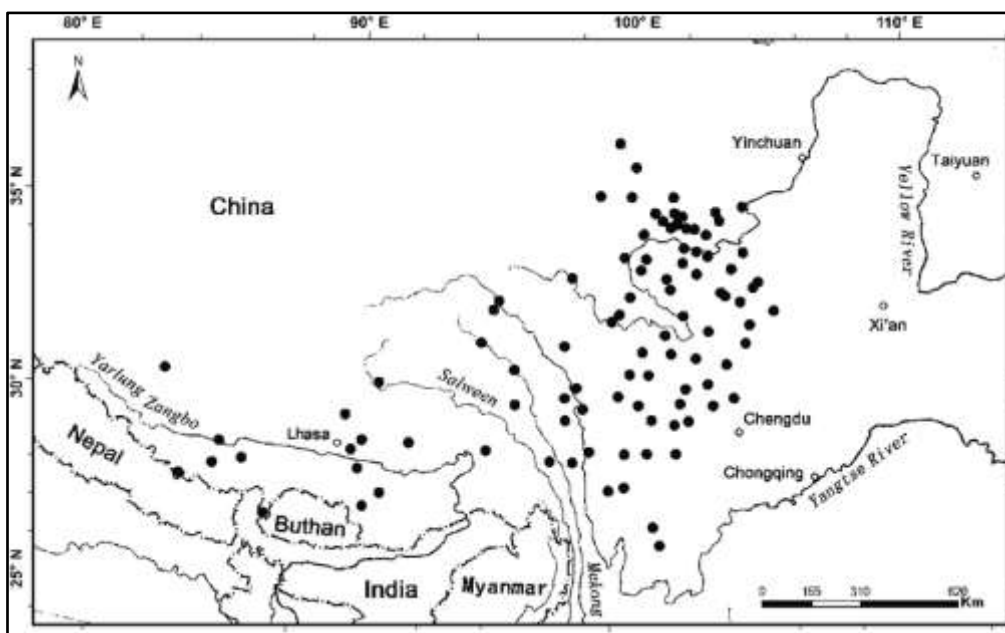 80° E 90° E 100° E 110° E
N
Yinchuan
Taiyuan
35° N
China
Yellow River
Xi'an
Yarlung Zangbo
30° N
Salween
Lhasa
Nepal
Chengdu
Chongqing
Yangtse River
Buthan
India
Myanmar
Mekong
25° N
0 155 310 620
Km